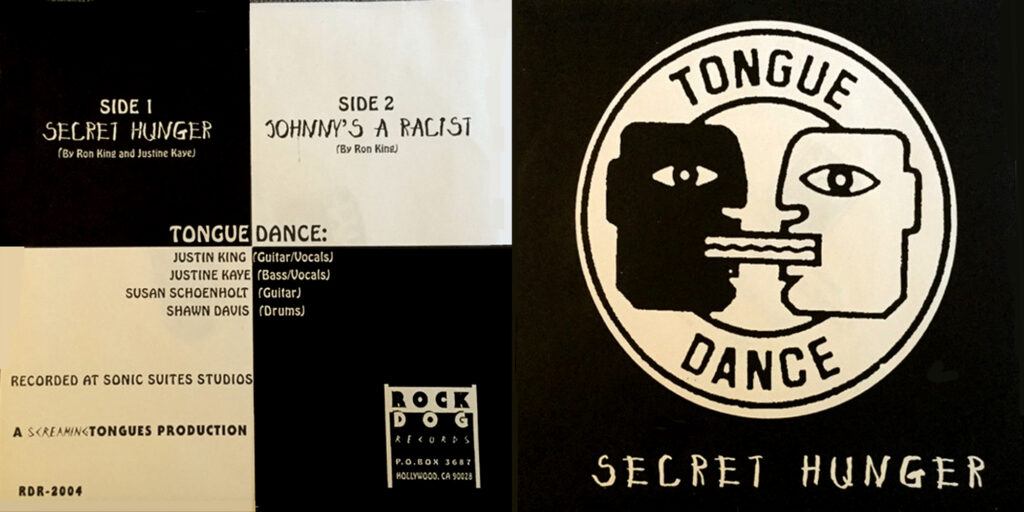 SIDE 1
SECRET HUNGER
(By Ron King and Justine Kaye)
SIDE 2
JOHNNY'S A RACIST
(By Ron King)
TONGUE DANCE:
JUSTIN KING (Guitar/Vocals)
JUSTINE KAYE (Bass/Vocals)
SUSAN SCHOENHOLT (Guitar)
SHAWN DAVIS (Drums)
RECORDED AT SONIC SUITES STUDIOS
A SCREAMINGTONGUES PRODUCTION
RDR-2004
ROCK
DOG
RECORDS
P.O.BOX 3687
HOLLYWOOD, CA 90028
TONGUE
DANCE
SECRET HUNGER